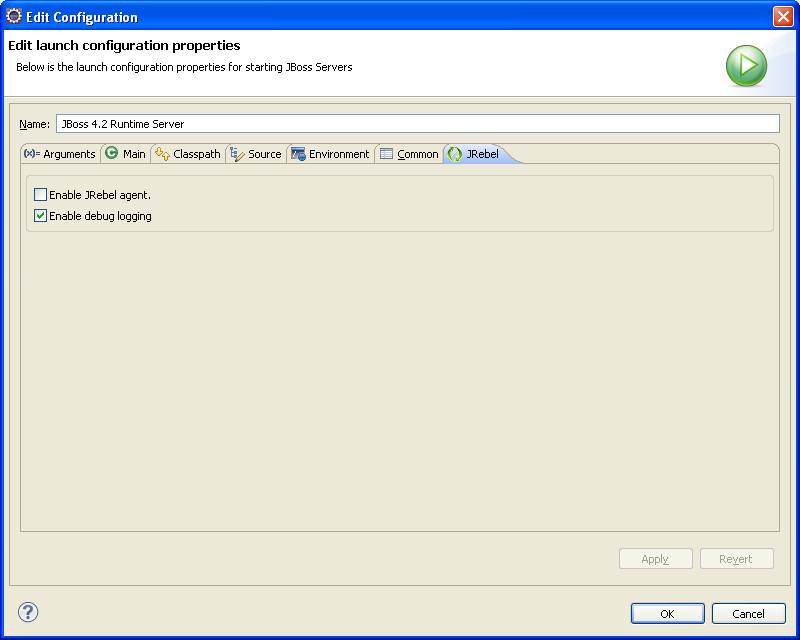 Edit Configuration
Edit launch configuration properties
Below is the launch configuration properties for starting JBoss Servers
Name: JBoss 4.2 Runtime Server
(x)= Arguments Main Classpath Source Environment Common JRebel
Enable JRebel agent.
Enable debug logging
Apply Revert
? OK Cancel